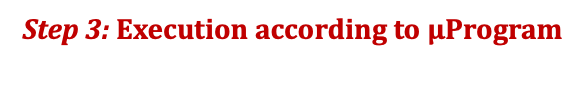 Step 3: Execution according to μProgram